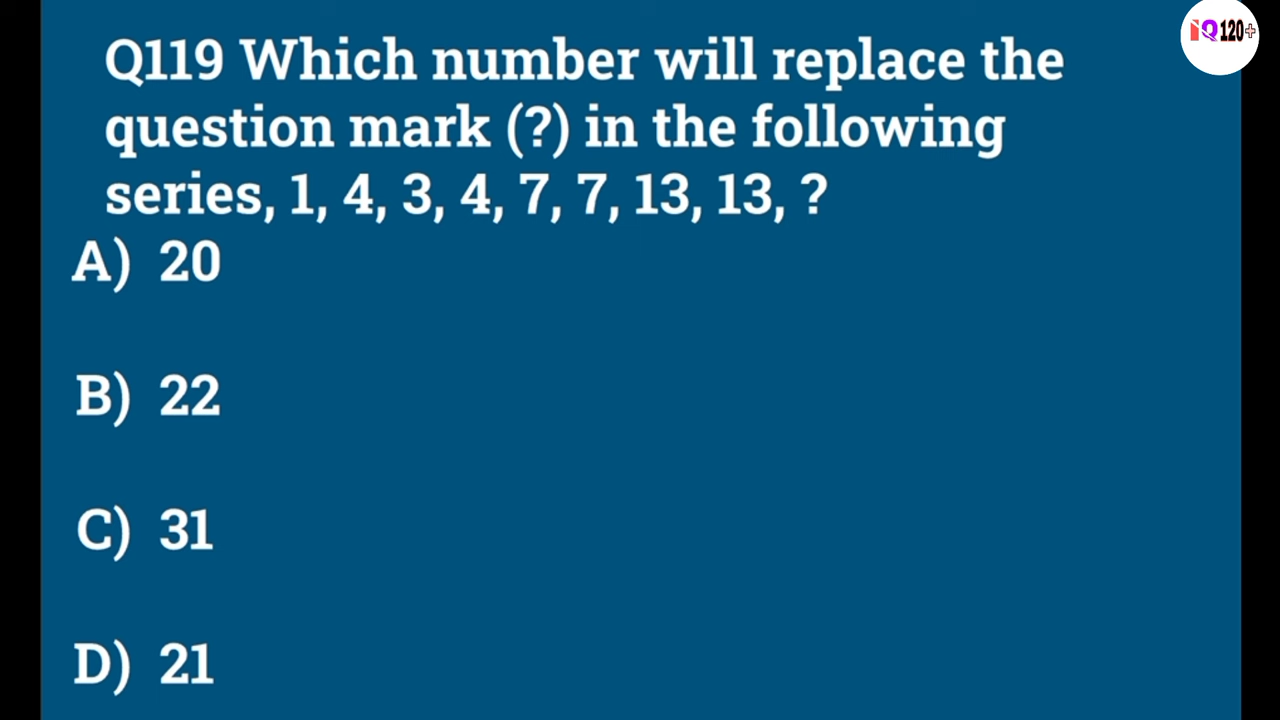 iQ120+
Q119 Which number will replace the
question mark (?) in the following
series, 1, 4, 3, 4, 7, 7, 13, 13, ?
A) 20
B) 22
C) 31
D) 21